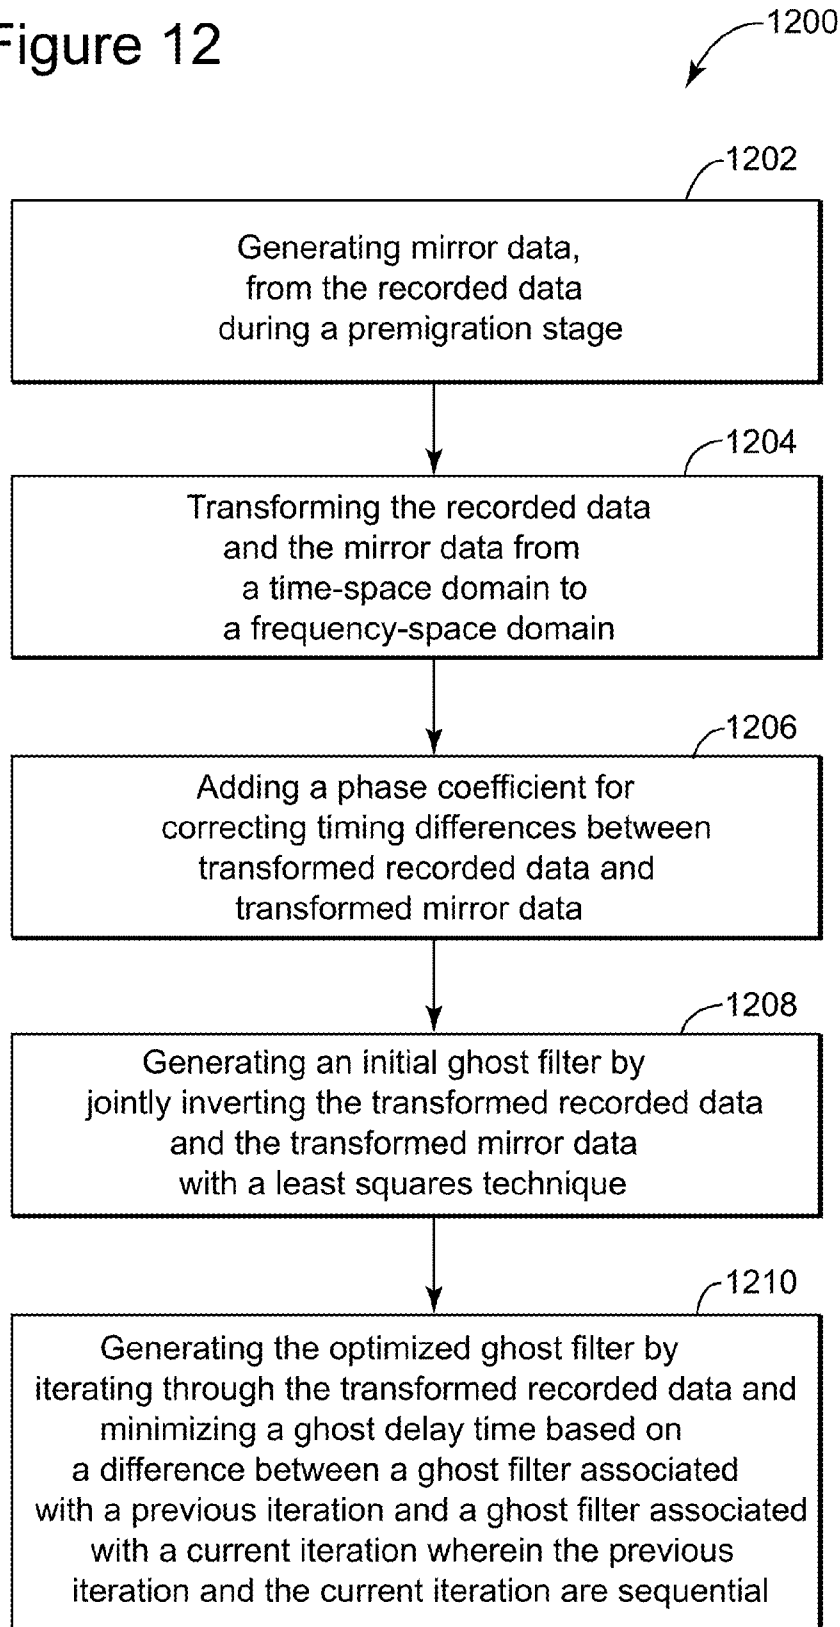 Figure 12
1200
1202
Generating mirror data,
from the recorded data
during a premigration stage
1204
Transforming the recorded data
and the mirror data from
a time-space domain to
a frequency-space domain
1206
Adding a phase coefficient for
correcting timing differences between
transformed recorded data and
transformed mirror data
1208
Generating an initial ghost filter by
jointly inverting the transformed recorded data
and the transformed mirror data
with a least squares technique
1210
Generating the optimized ghost filter by
iterating through the transformed recorded data and
minimizing a ghost delay time based on
a difference between a ghost filter associated
with a previous iteration and a ghost filter associated
with a current iteration wherein the previous
iteration and the current iteration are sequential